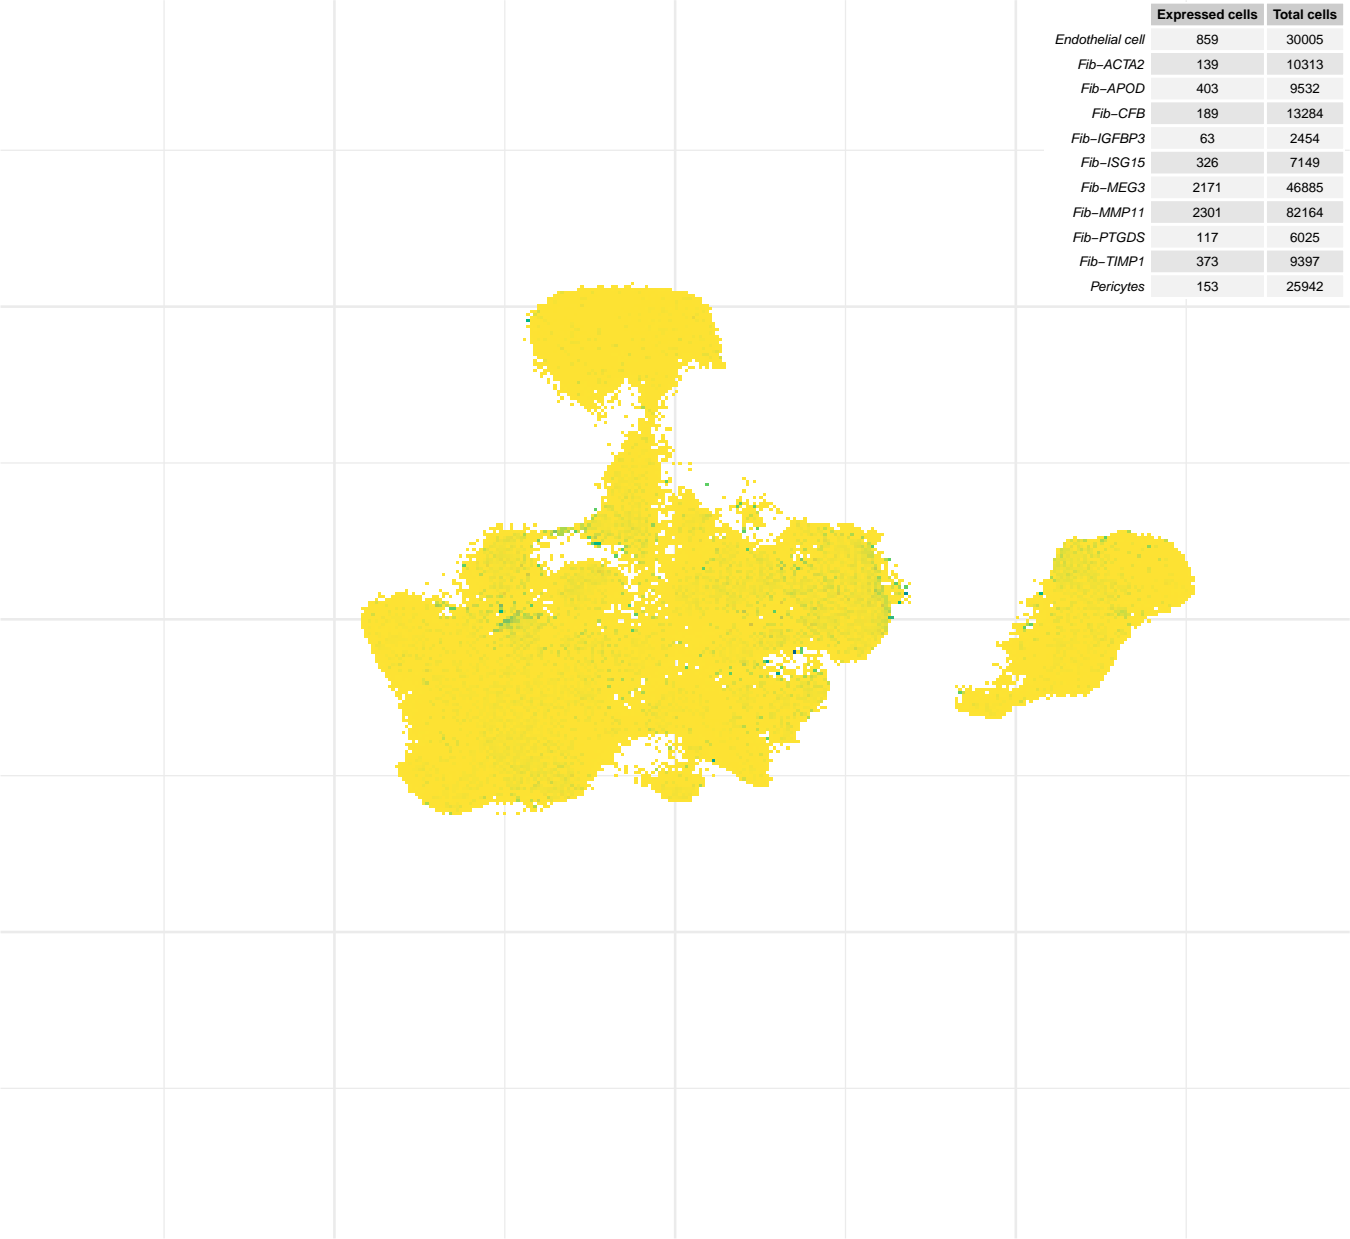 Expressed cells Total cells
Endothelial cell 859 30005
Fib−ACTA2 139 10313
Fib−APOD 403 9532
Fib−CFB 189 13284
Fib−IGFBP3 63 2454
Fib−ISG15 326 7149
Fib−MEG3 2171 46885
Fib−MMP11 2301 82164
Fib−PTGDS 117 6025
Fib−TIMP1 373 9397
Pericytes 153 25942